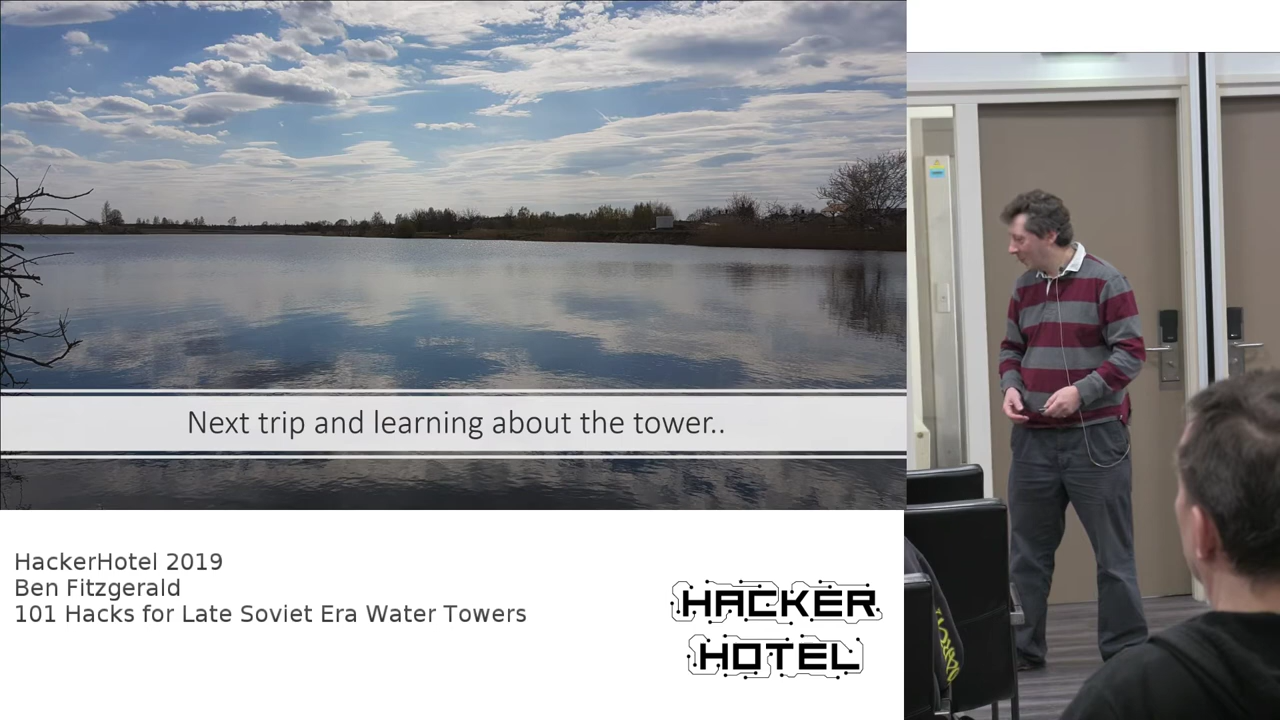 Next trip and learning about the tower..
HackerHotel 2019
Ben Fitzgerald
101 Hacks for Late Soviet Era Water Towers
HACKER
HOTEL